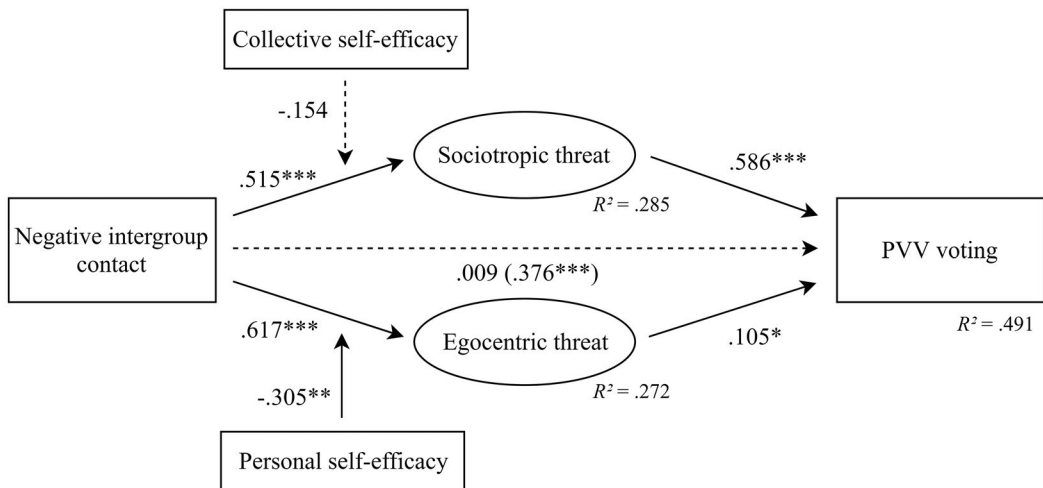 Collective self-efficacy
-.154
Sociotropic threat
.515***
.586***
R² = .285
Negative intergroup
contact
PVV voting
.009 (.376***)
.617***
Egocentric threat
.105*
R² = .491
R² = .272
-.305**
Personal self-efficacy